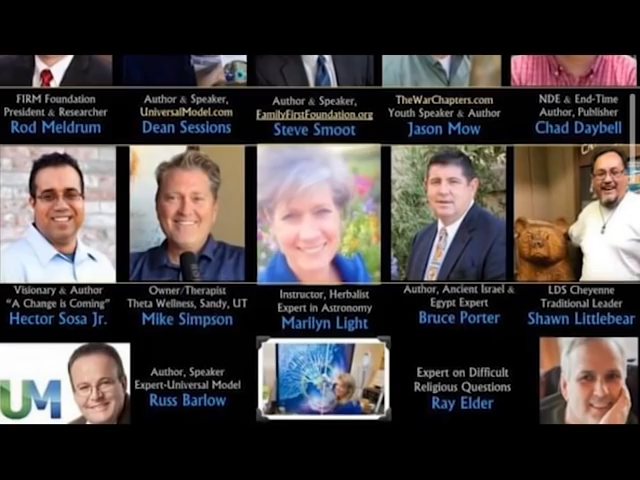 FIRM Foundation
President & Researcher
Rod Meldrum
Author & Speaker,
UniversalModel.com
Dean Sessions
Author & Speaker,
FamilyFirstFoundation.org
Steve Smoot
TheWarChapters.com
Youth Speaker & Author
Jason Mow
NDE & End-Time
Author, Publisher
Chad Daybell
Visionary & Author
"A Change is Coming"
Hector Sosa Jr.
Owner/Therapist
Theta Wellness, Sandy, UT
Mike Simpson
Instructor, Herbalist
Expert in Astronomy
Marilyn Light
Author, Ancient Israel &
Egypt Expert
Bruce Porter
LDS Cheyenne
Traditional Leader
Shawn Littlebear
UM
Author, Speaker
Expert-Universal Model
Russ Barlow
Expert on Difficult
Religious Questions
Ray Elder